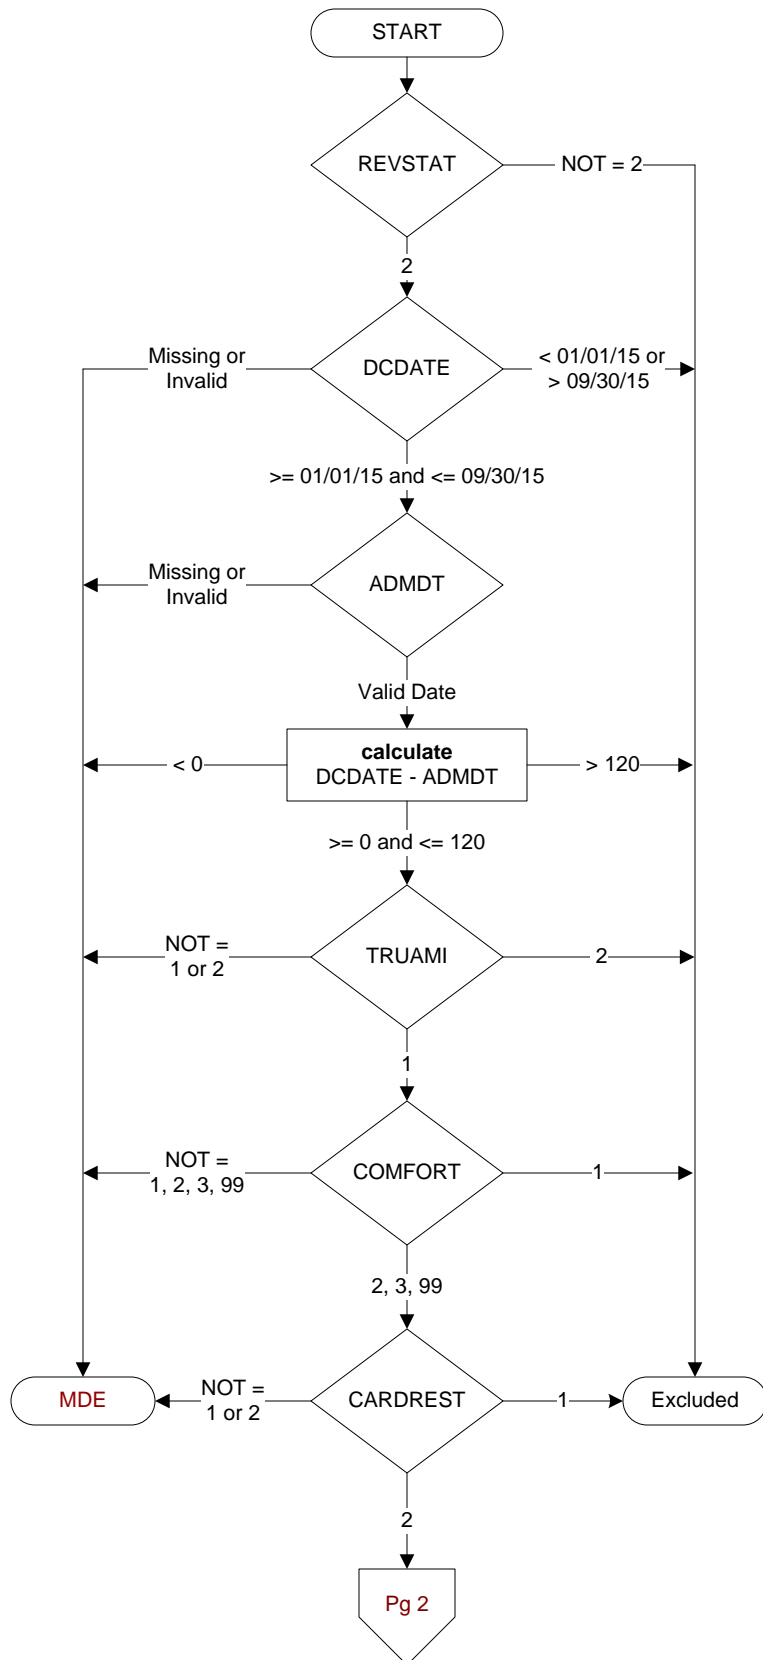 START
REVSTAT
NOT = 2
2
Missing or
Invalid
DCDATE
< 01/01/15 or
> 09/30/15
>= 01/01/15 and <= 09/30/15
Missing or
Invalid
ADMDT
Valid Date
< 0
calculate
DCDATE - ADMDT
> 120
>= 0 and <= 120
NOT =
1 or 2
TRUAMI
2
1
NOT =
1, 2, 3, 99
COMFORT
1
2, 3, 99
MDE
NOT =
1 or 2
CARDREST
1
Excluded
2
Pg 2